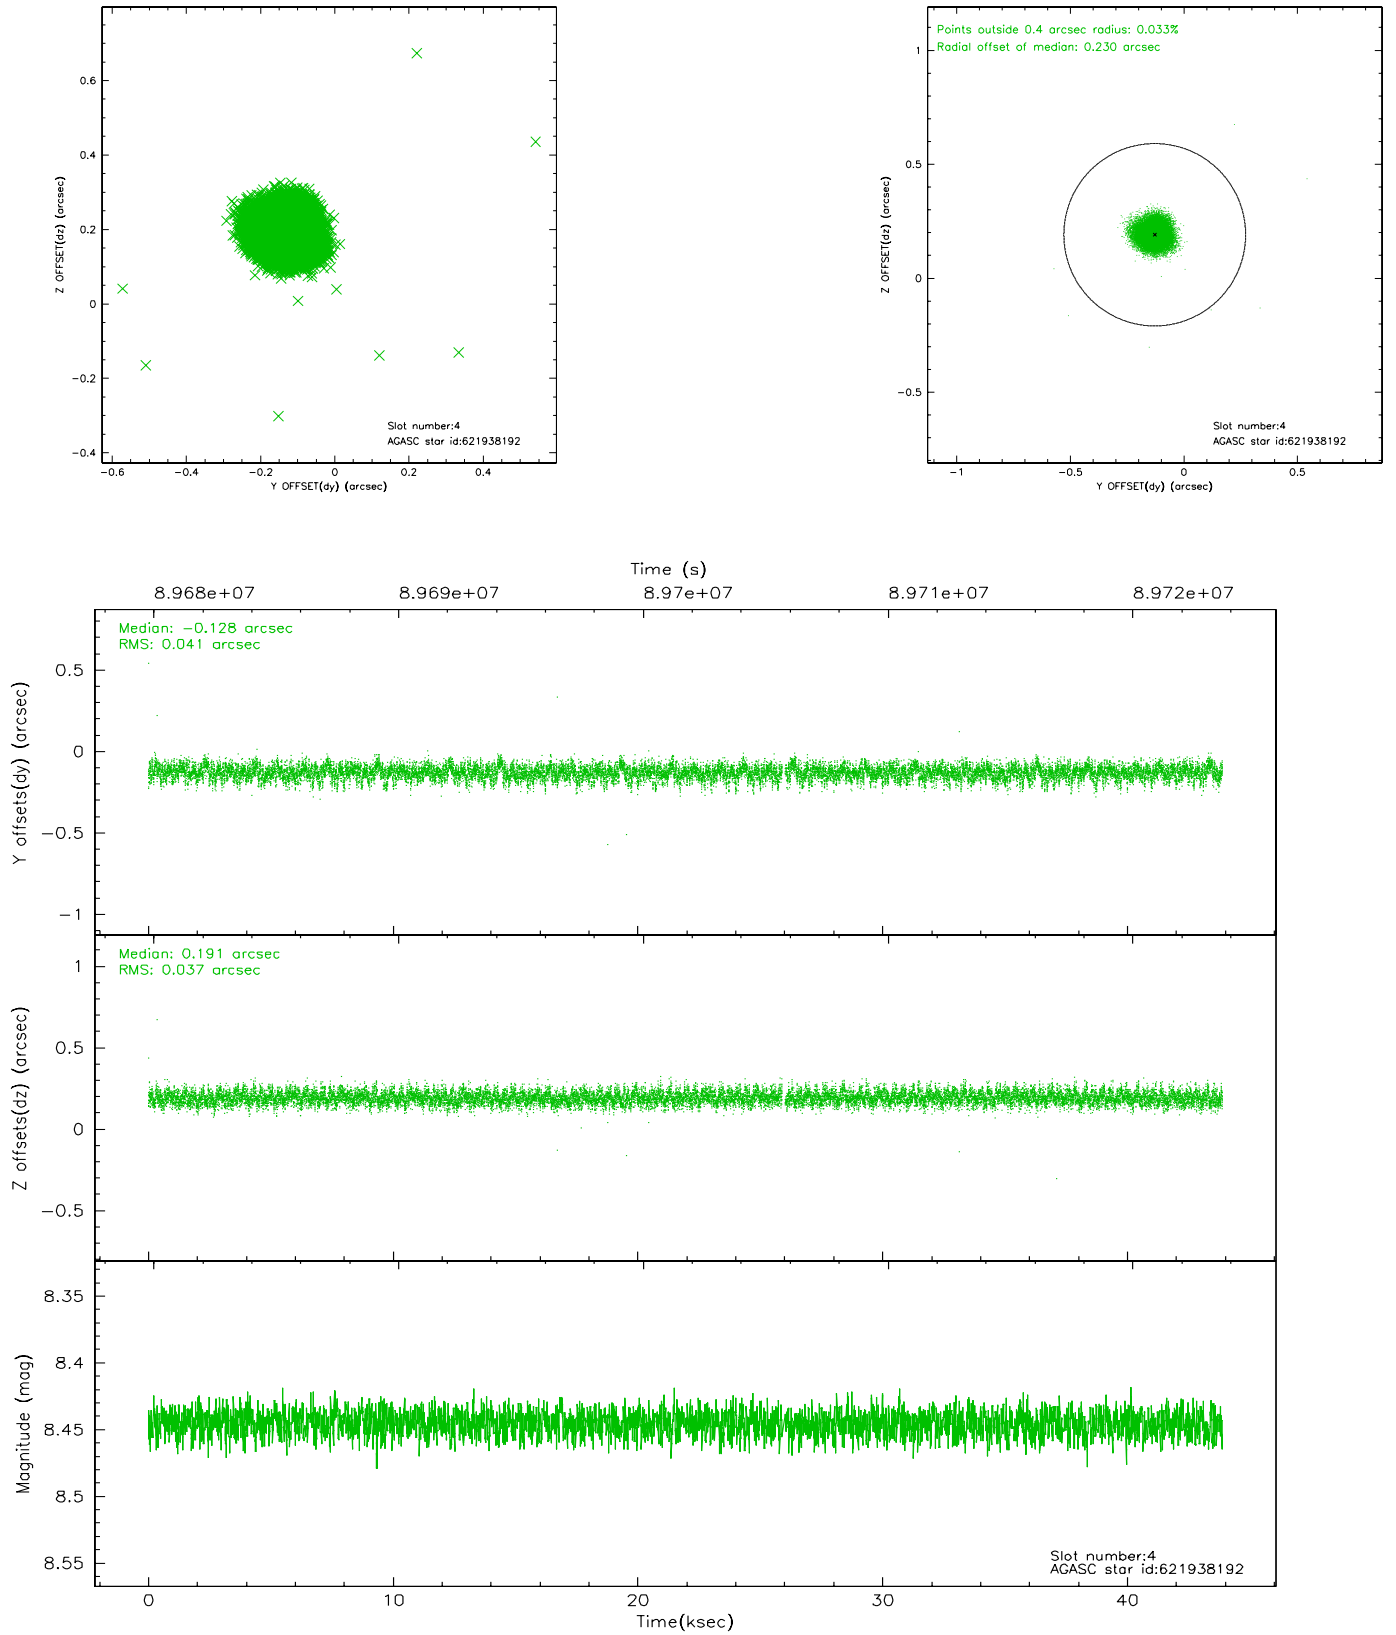 Points outside 0.4 arcsec radius: 0.033%
Radial offset of median: 0.230 arcsec
0.6
0.4
0.2
0
−0.2
−0.4
Z OFFSET(dz) (arcsec)
Slot number:4
AGASC star id:621938192
−0.6 −0.4 −0.2 0 0.2 0.4
Y OFFSET(dy) (arcsec)
1
0.5
0
−0.5
Z OFFSET(dz) (arcsec)
Slot number:4
AGASC star id:621938192
−1 −0.5 0 0.5
Y OFFSET(dy) (arcsec)
Time (s)
8.968e+07 8.969e+07 8.97e+07 8.971e+07 8.972e+07
Median: −0.128 arcsec
RMS: 0.041 arcsec
0.5
0
−0.5
−1
Y offsets(dy) (arcsec)
Median: 0.191 arcsec
RMS: 0.037 arcsec
1
0.5
0
−0.5
Z offsets(dz) (arcsec)
8.35
8.4
8.45
8.5
8.55
Magnitude (mag)
Slot number:4
AGASC star id:621938192
0 10 20 30 40
Time(ksec)